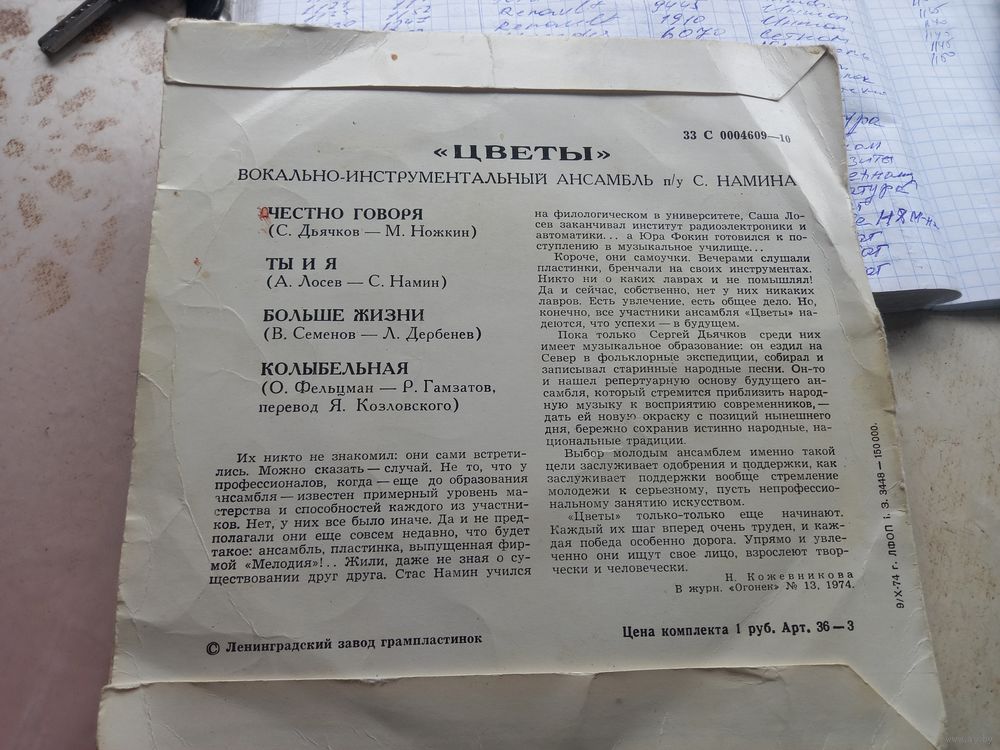 33 С 0004609—10
«ЦВЕТЫ»
ВОКАЛЬНО-ИНСТРУМЕНТАЛЬНЫЙ АНСАМБЛЬ п/у С. НАМИНА
ЧЕСТНО ГОВОРЯ
(С. Дьячков — М. Ножкин)
ТЫ И Я
(А. Лосев — С. Намин)
БОЛЬШЕ ЖИЗНИ
(В. Семенов — Л. Дербенев)
КОЛЫБЕЛЬНАЯ
(О. Фельцман — Р. Гамзатов,
перевод Я. Козловского)
Их никто не знакомил: они сами встрети-
лись. Можно сказать — случай. Не то, что у
профессионалов, когда — еще до образования
ансамбля — известен примерный уровень ма-
стерства и способностей каждого из участни-
ков. Нет, у них все было иначе. Да и не пред-
полагали они еще совсем недавно, что будет
такое: ансамбль, пластинка, выпущенная фир-
мой «Мелодия»!.. Жили, даже не зная о су-
ществовании друг друга. Стас Намин учился
на филологическом в университете, Саша Ло-
сев заканчивал институт радиоэлектроники и
автоматики... а Юра Фокин готовился к по-
ступлению в музыкальное училище...
Короче, они самоучки. Вечерами слушали
пластинки, бренчали на своих инструментах.
Никто ни о каких лаврах и не помышлял!
Да и сейчас, собственно, нет у них никаких
лавров. Есть увлечение, есть общее дело. Но,
конечно, все участники ансамбля «Цветы» на-
деются, что успехи — в будущем.
Пока только Сергей Дьячков среди них
имеет музыкальное образование: он ездил на
Север в фольклорные экспедиции, собирал и
записывал старинные народные песни. Он-то
и нашел репертуарную основу будущего ан-
самбля, который стремится приблизить народ-
ную музыку к восприятию современников, —
дать ей новую окраску с позиций нынешнего
дня, бережно сохранив истинно народные, на-
циональные традиции.
Выбор молодым ансамблем именно такой
цели заслуживает одобрения и поддержки, как
заслуживает поддержки вообще стремление
молодежи к серьезному, пусть непрофессио-
нальному занятию искусством.
«Цветы» только-только еще начинают.
Каждый их шаг вперед очень труден, и каж-
дая победа особенно дорога. Упрямо и увле-
ченно они ищут свое лицо, взрослеют твор-
чески и человечески.
Н. Кожевникова
В журн. «Огонек» № 13, 1974.
9/X-74 г. ЛФОП 1. З. 3448 — 150 000.
© Ленинградский завод грампластинок
Цена комплекта 1 руб. Арт. 36—3